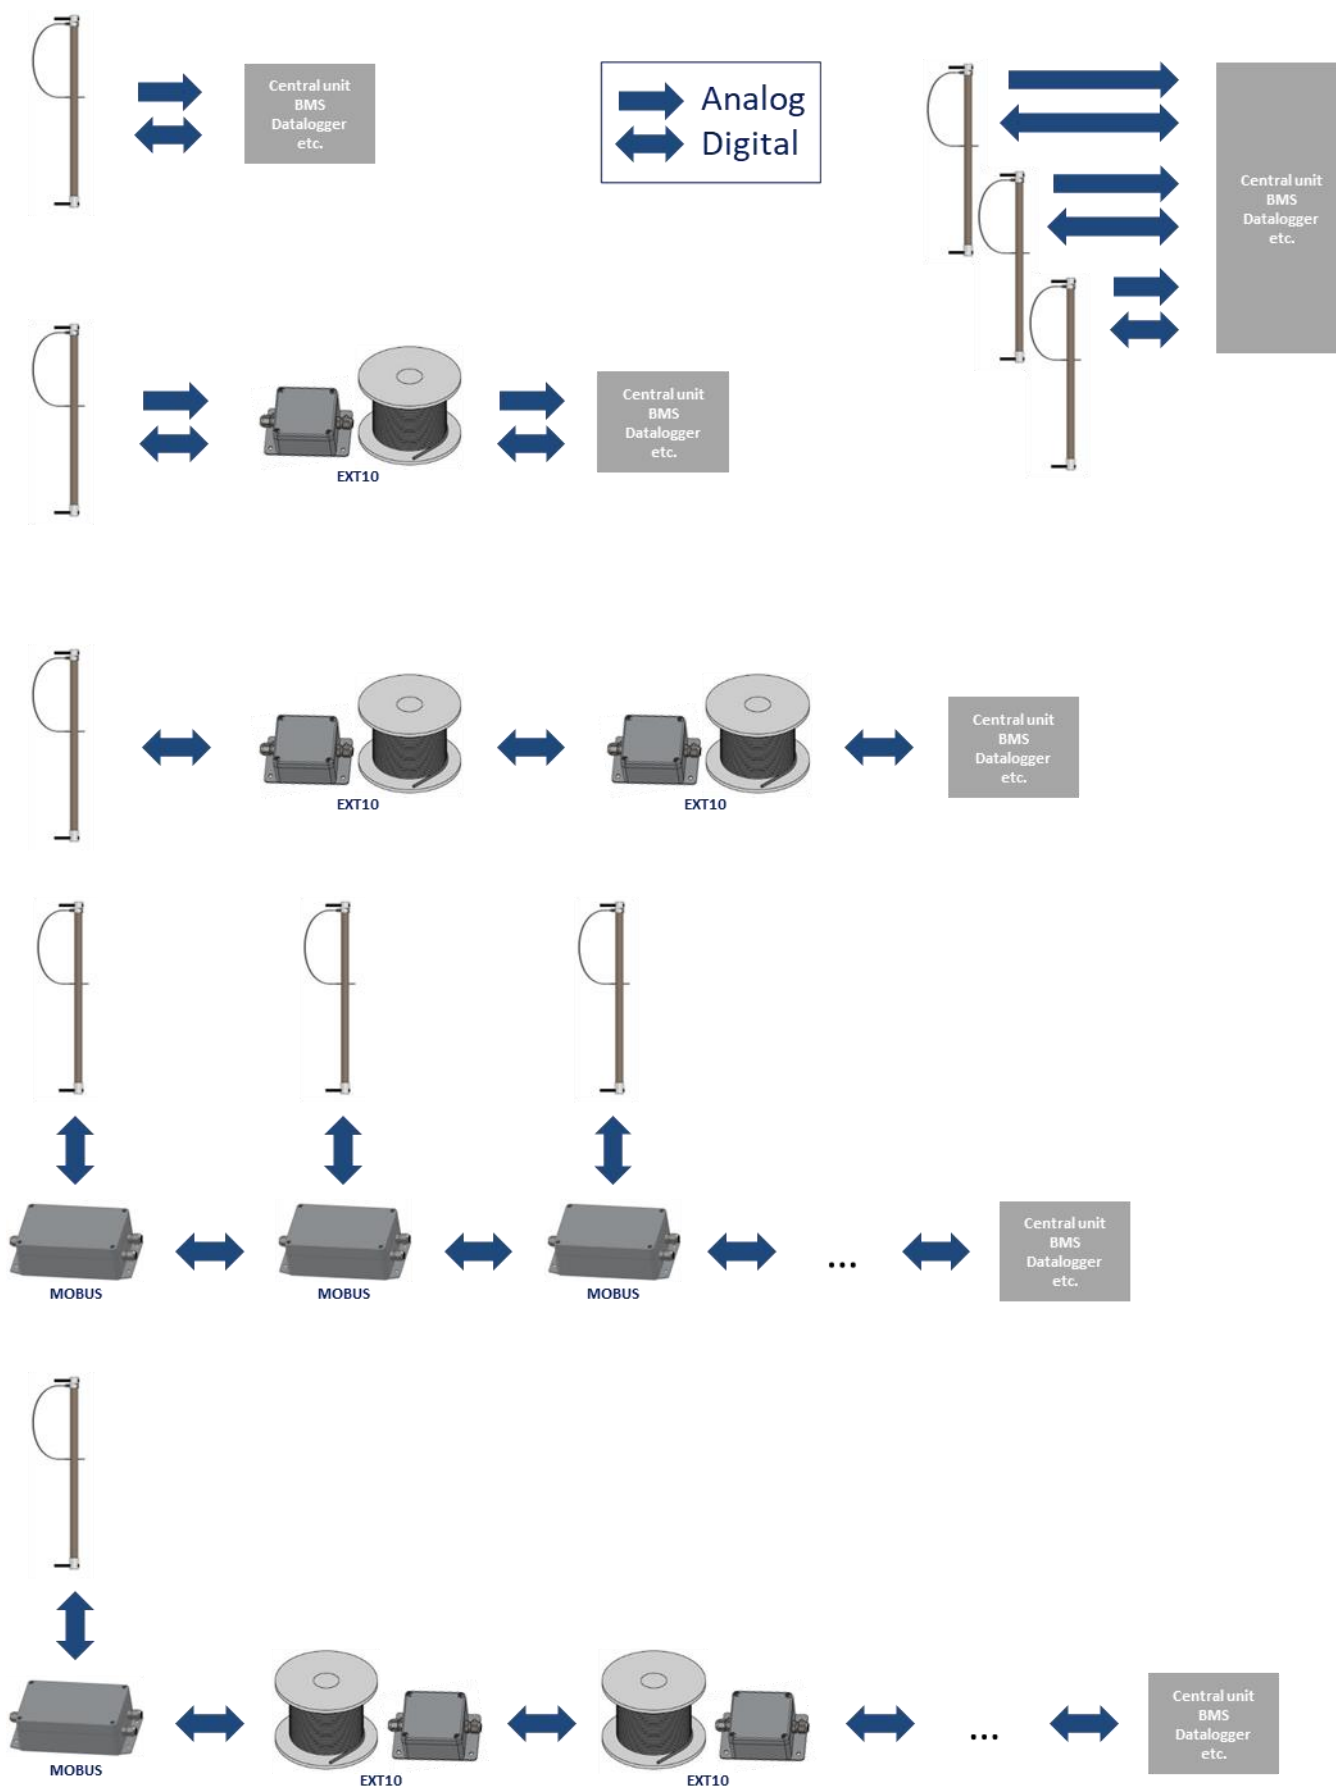 Central unit
BMS
Datalogger
etc.
Analog
Digital
Central unit
BMS
Datalogger
etc.
Central unit
BMS
Datalogger
etc.
EXT10
Central unit
BMS
Datalogger
etc.
EXT10
EXT10
Central unit
BMS
Datalogger
etc.
MOBUS
MOBUS
MOBUS
...
Central unit
BMS
Datalogger
etc.
MOBUS
EXT10
EXT10
...